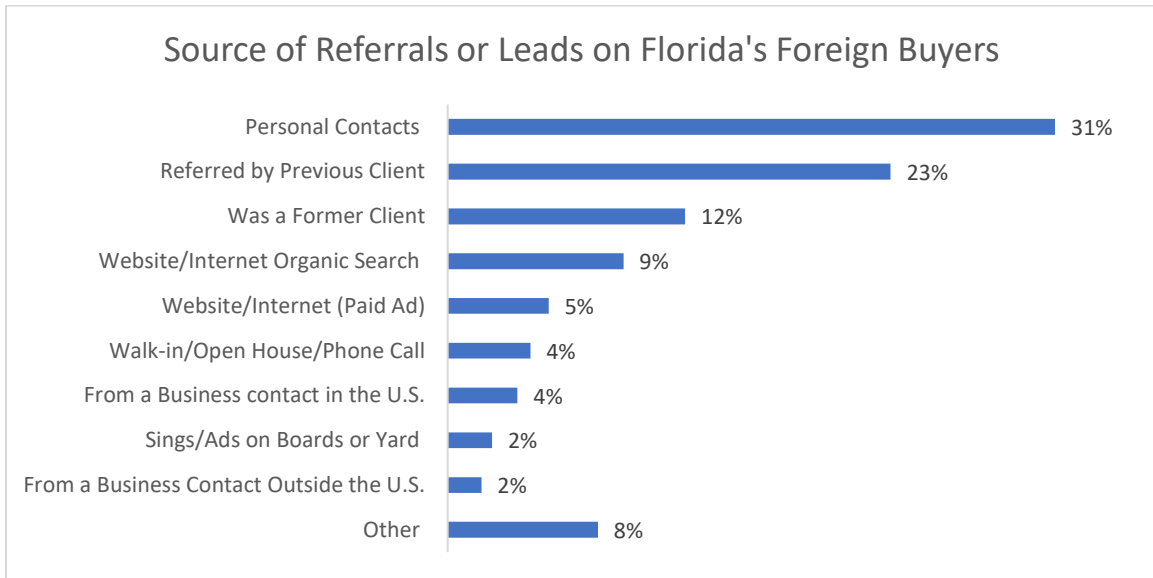 Source of Referrals or Leads on Florida's Foreign Buyers
Personal Contacts 31%
Referred by Previous Client 23%
Was a Former Client 12%
Website/Internet Organic Search 9%
Website/Internet (Paid Ad) 5%
Walk-in/Open House/Phone Call 4%
From a Business contact in the U.S. 4%
Sings/Ads on Boards or Yard 2%
From a Business Contact Outside the U.S. 2%
Other 8%